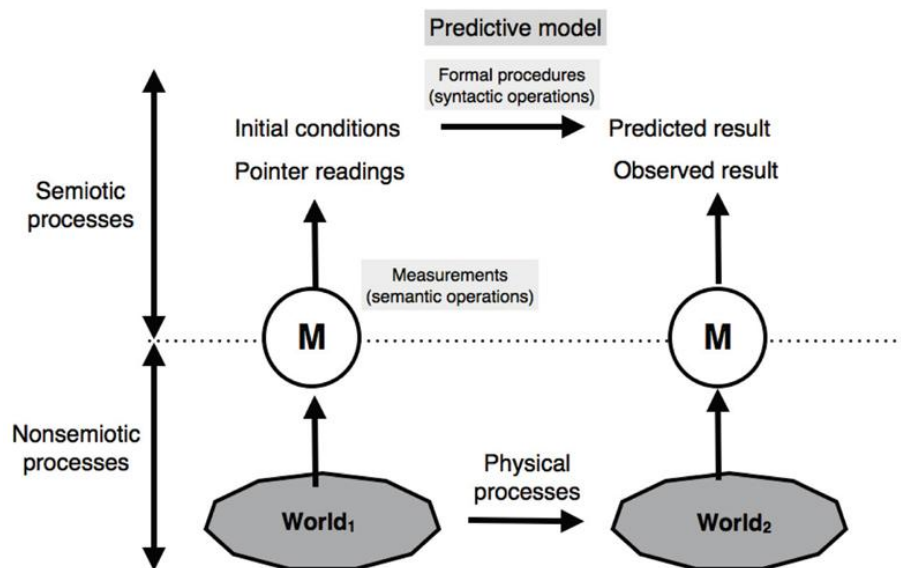 Predictive model
Formal procedures
(syntactic operations)
Initial conditions
Predicted result
Pointer readings
Observed result
Semiotic
processes
Measurements
(semantic operations)
M
M
Nonsemiotic
processes
Physical
processes
World₁
World₂